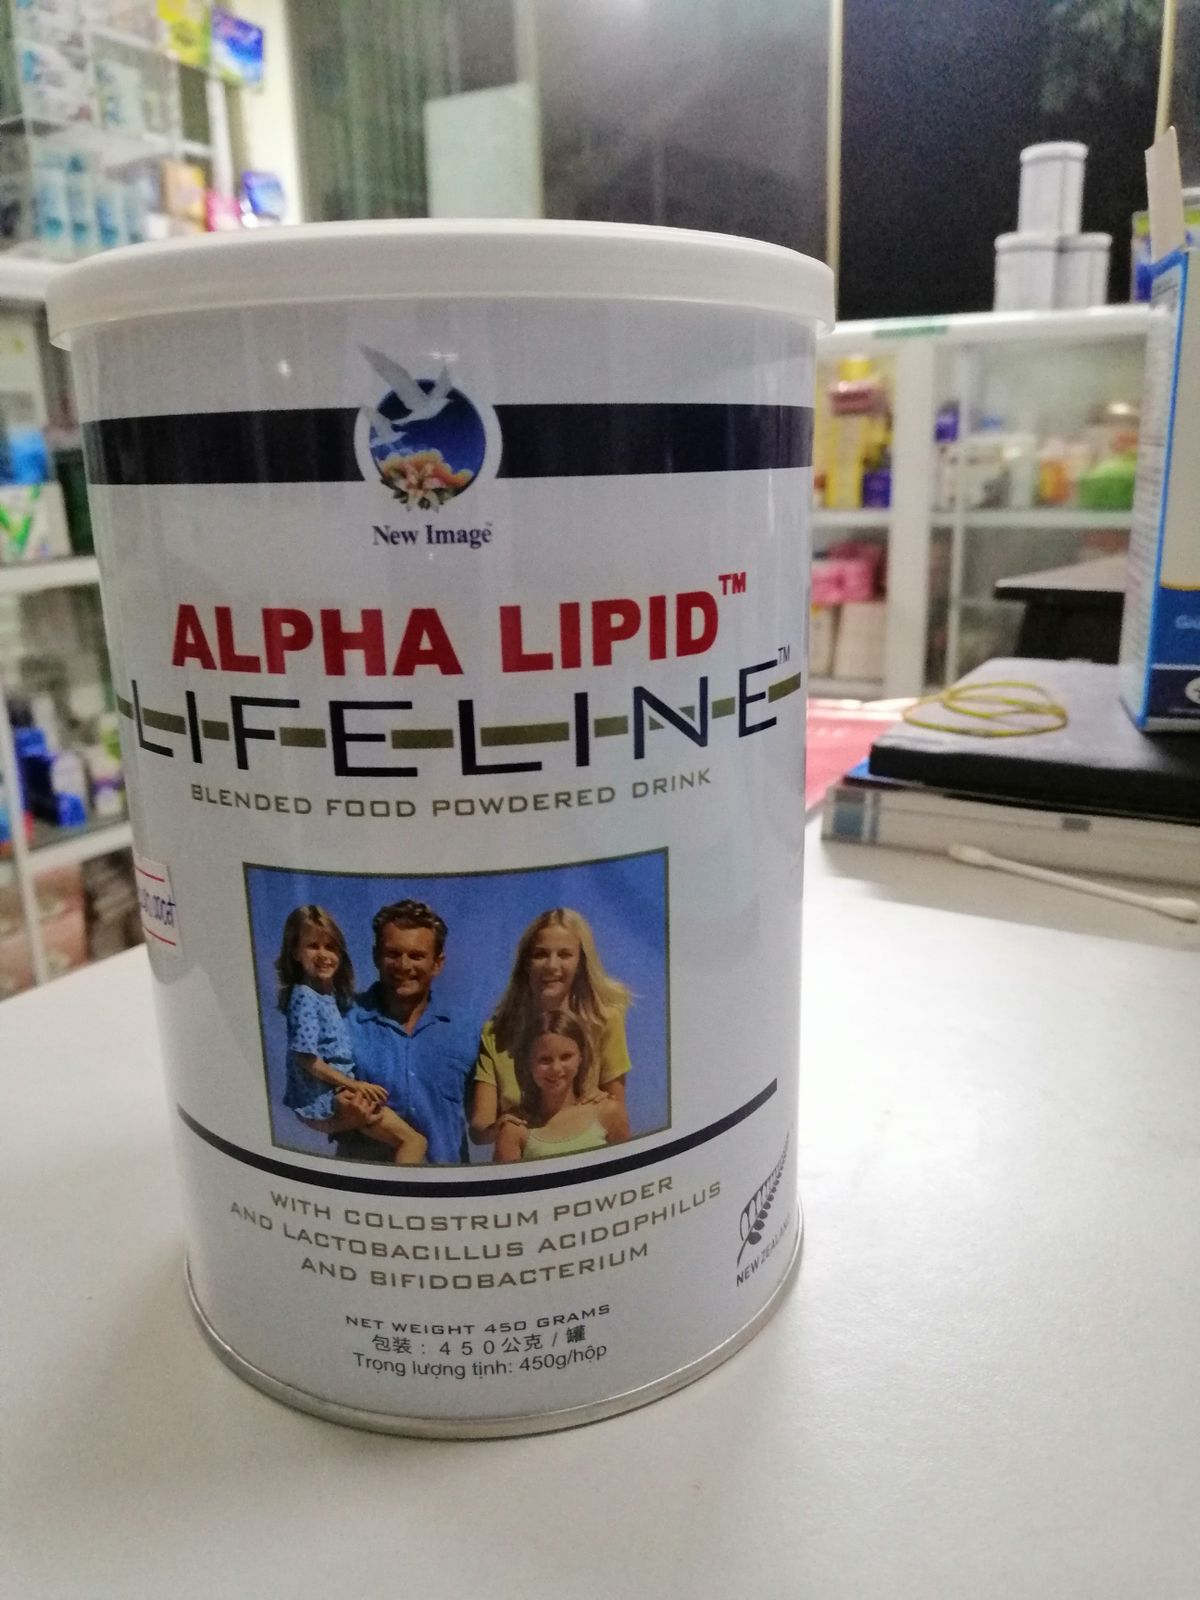 New Image™
ALPHA LIPID™
LIFELINE™
BLENDED FOOD POWDERED DRINK
WITH COLOSTRUM POWDER
AND LACTOBACILLUS ACIDOPHILUS
AND BIFIDOBACTERIUM
NEW ZEALAND
NET WEIGHT 450 GRAMS
包装: 450公克/罐
Trọng lượng tịnh: 450g/hộp